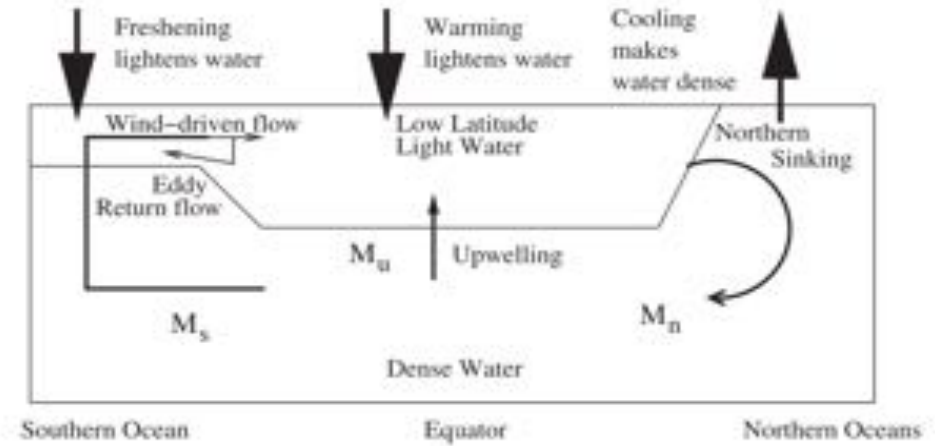 Freshening
lightens water
Warming
lightens water
Cooling
makes
water dense
Wind-driven flow
Low Latitude
Light Water
Northern
Sinking
Eddy
Return flow
Mu
Upwelling
Ms
Mn
Dense Water
Southern Ocean
Equator
Northern Oceans